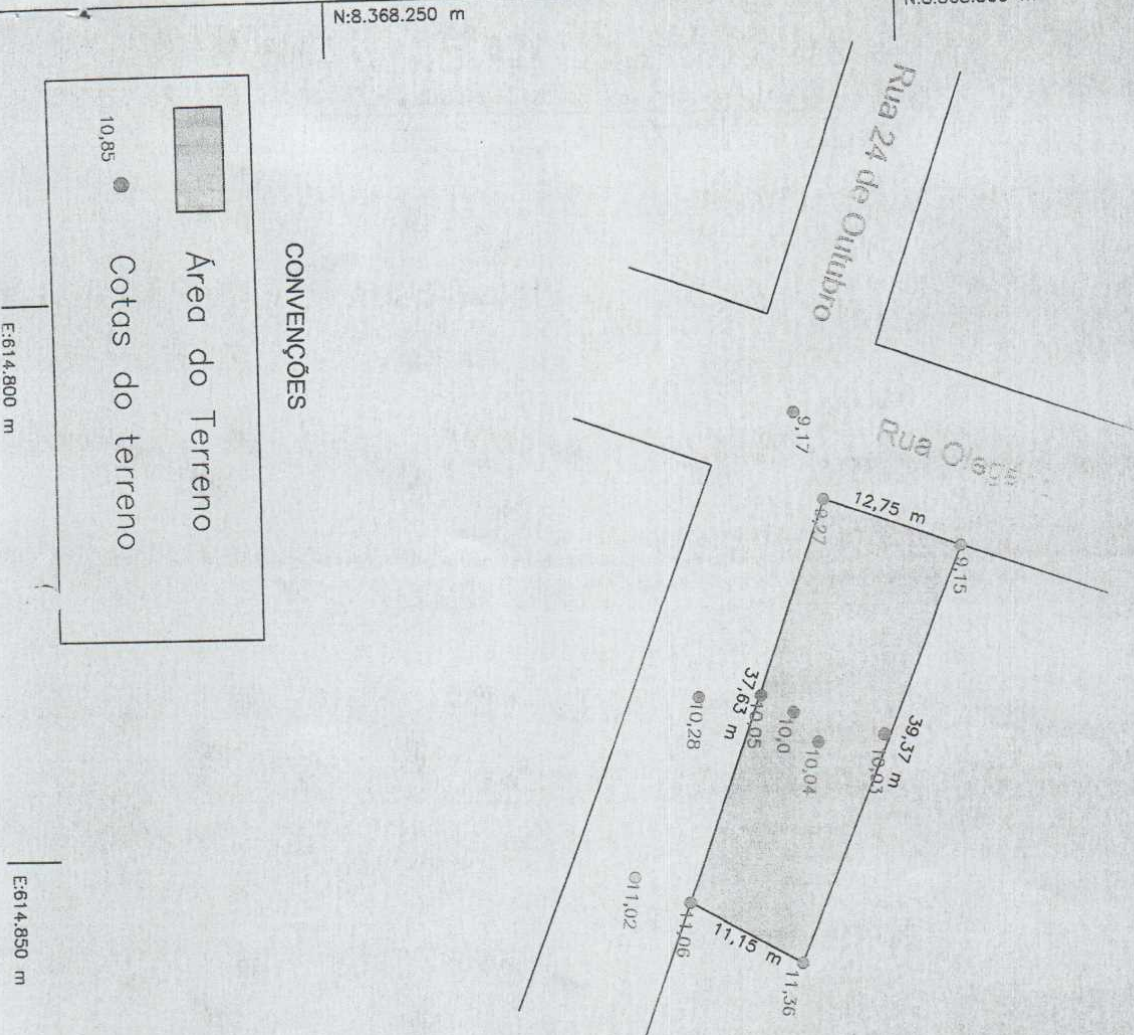 N:8.368.250 m
Rua 24 de Outubro
Rua
9,17
12,75 m
9,27
9,15
39,37 m
10,03
37,63 m
10,05
10,0
10,04
10,28
11,02
11,06
11,15 m
11,36
CONVENÇÕES
Área do Terreno
10,85
Cotas do terreno
E:614.800 m
E:614.850 m